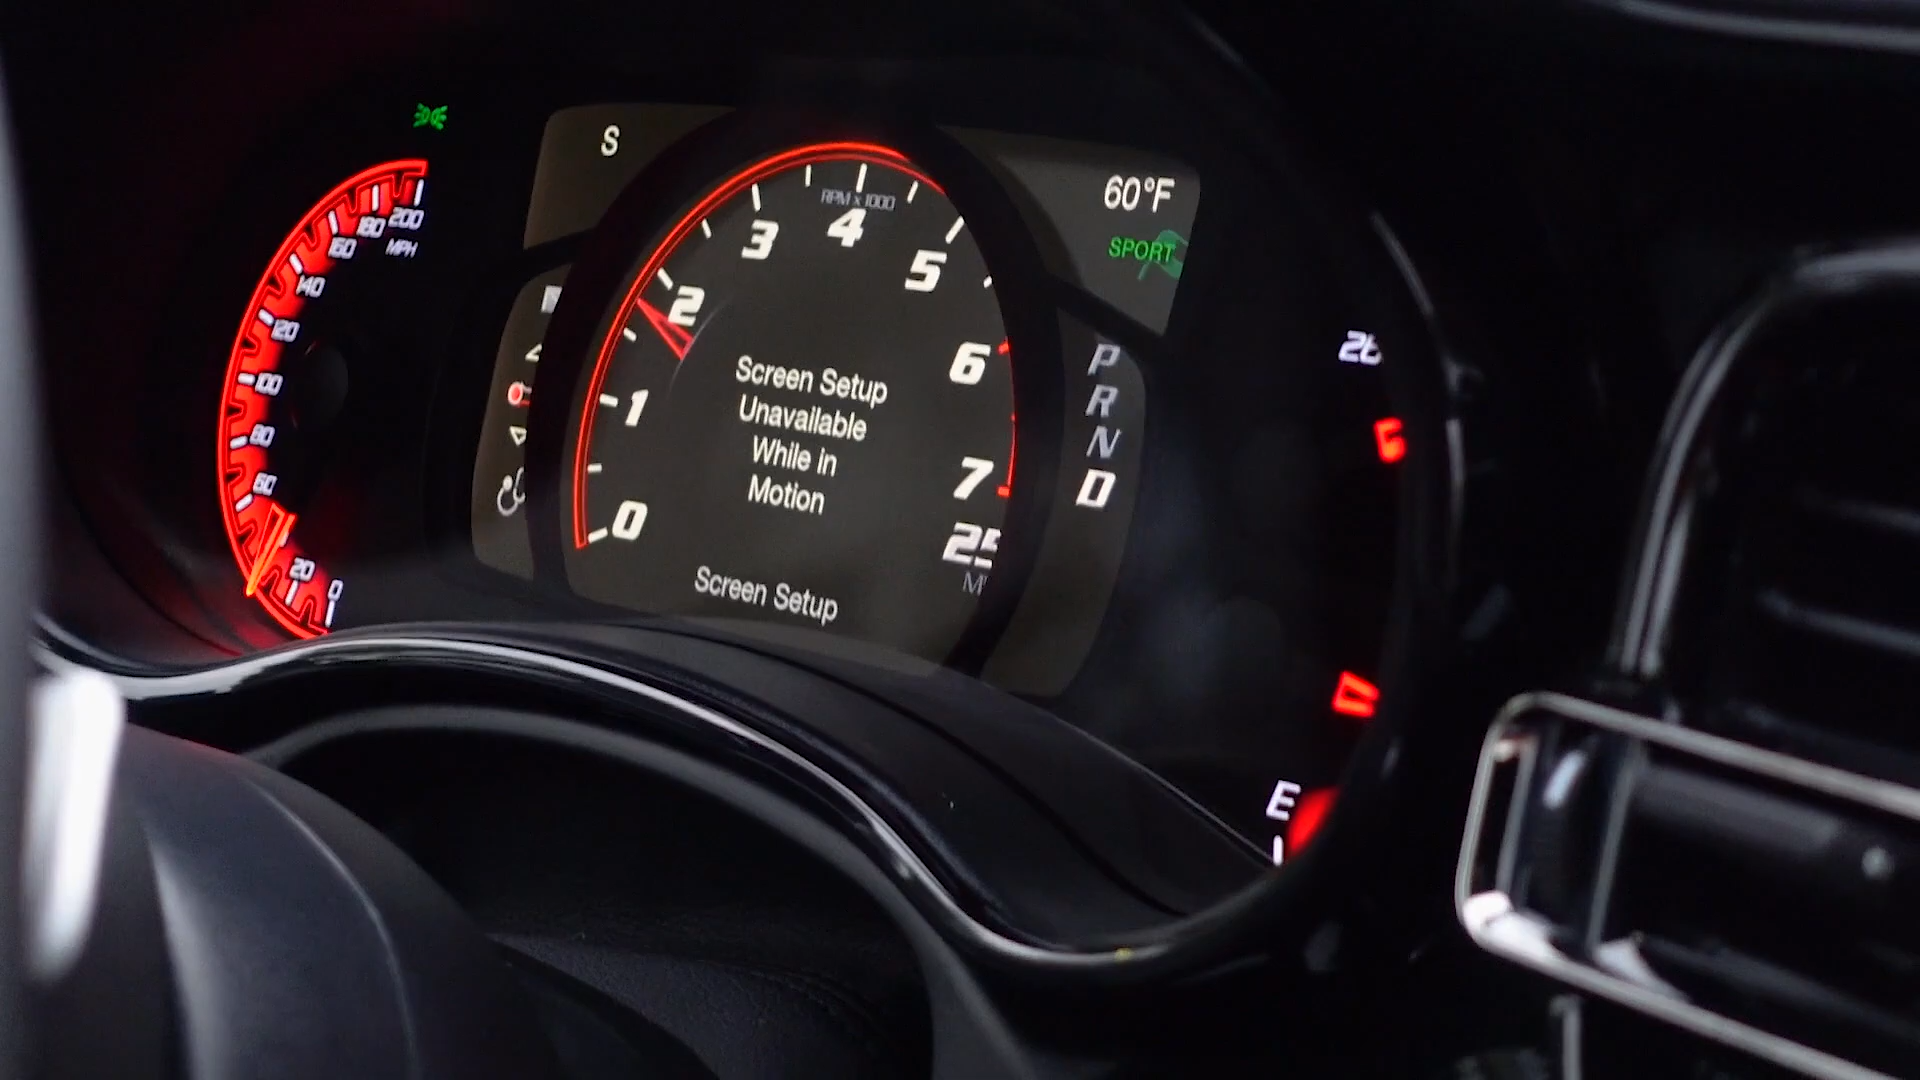 S
60°F
SPORT
200
180
160
MPH
140
120
100
80
60
20
0
RPM x 1000
4
3
5
2
6
1
7
0
Screen Setup
Unavailable
While in
Motion
Screen Setup
P
R
N
D
E